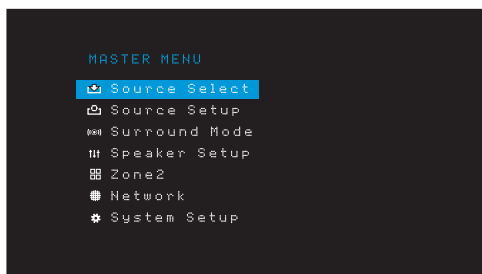 MASTER MENU
Source Select
Source Setup
Surround Mode
Speaker Setup
Zone2
Network
System Setup